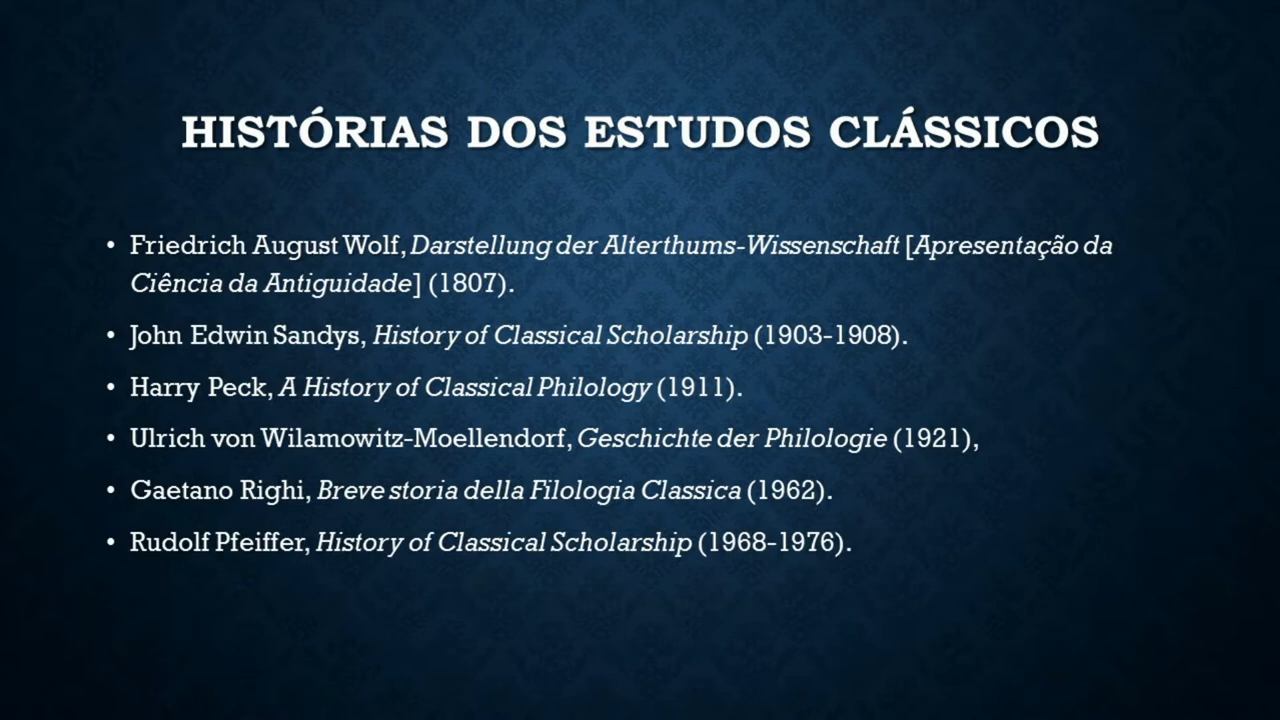 HISTÓRIAS DOS ESTUDOS CLÁSSICOS
• Friedrich August Wolf, Darstellung der Alterthums-Wissenschaft [Apresentação da
Ciência da Antiguidade] (1807).
• John Edwin Sandys, History of Classical Scholarship (1903-1908).
• Harry Peck, A History of Classical Philology (1911).
• Ulrich von Wilamowitz-Moellendorf, Geschichte der Philologie (1921),
• Gaetano Righi, Breve storia della Filologia Classica (1962).
• Rudolf Pfeiffer, History of Classical Scholarship (1968-1976).